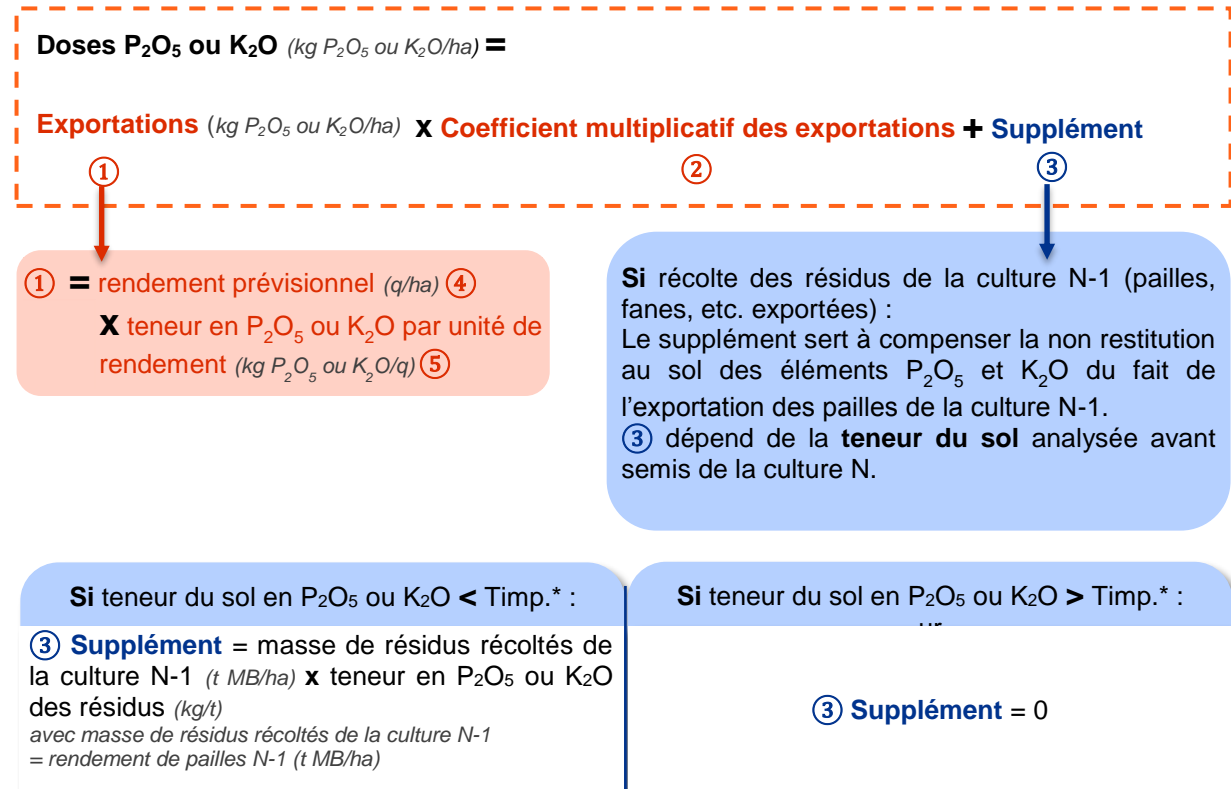 Doses P₂O₅ ou K₂O (kg P₂O₅ ou K₂O/ha) =
Exportations (kg P₂O₅ ou K₂O/ha) x Coefficient multiplicatif des exportations + Supplément
① ② ③
① = rendement prévisionnel (q/ha) ④
X teneur en P₂O₅ ou K₂O par unité de
rendement (kg P₂O₅ ou K₂O/q) ⑤
Si récolte des résidus de la culture N-1 (pailles,
fanes, etc. exportées) :
Le supplément sert à compenser la non restitution
au sol des éléments P₂O₅ et K₂O du fait de
l’exportation des pailles de la culture N-1.
③ dépend de la teneur du sol analysée avant
semis de la culture N.
Si teneur du sol en P₂O₅ ou K₂O < Timp.* :
③ Supplément = masse de résidus récoltés de
la culture N-1 (t MB/ha) x teneur en P₂O₅ ou K₂O
des résidus (kg/t)
avec masse de résidus récoltés de la culture N-1
= rendement de pailles N-1 (t MB/ha)
Si teneur du sol en P₂O₅ ou K₂O > Timp.* :
③ Supplément = 0